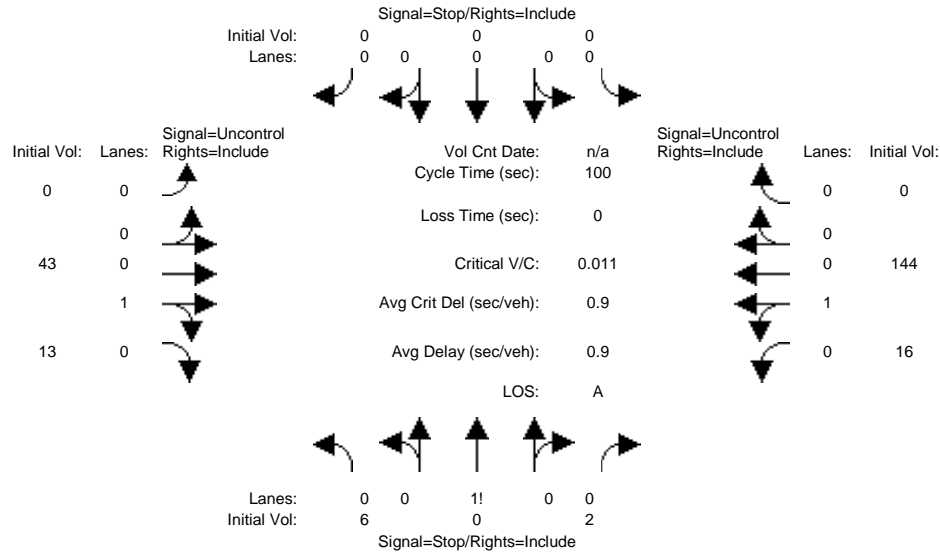 Signal=Stop/Rights=Include
Initial Vol: 0 0 0
Lanes: 0 0 0 0 0
Signal=Uncontrol
Initial Vol: Lanes: Rights=Include
Vol Cnt Date: n/a
Signal=Uncontrol
Rights=Include Lanes: Initial Vol:
Cycle Time (sec): 100
0 0
0 0
Loss Time (sec): 0
0
0
43 0
Critical V/C: 0.011
0 144
1
Avg Crit Del (sec/veh): 0.9
1
13 0
Avg Delay (sec/veh): 0.9
0 16
LOS: A
Lanes: 0 0 1! 0 0
Initial Vol: 6 0 2
Signal=Stop/Rights=Include